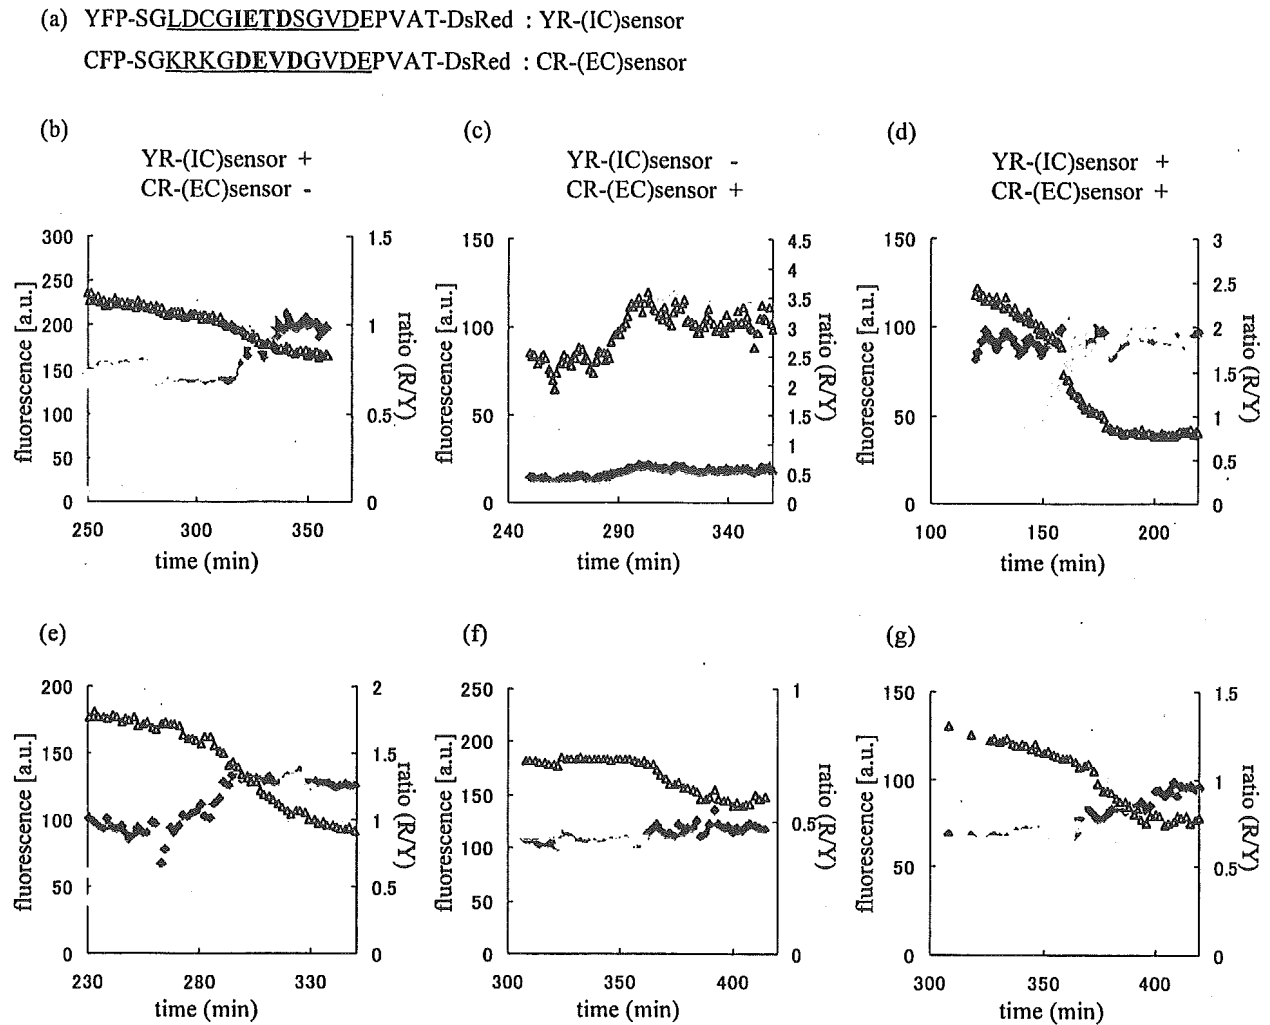 (a) YFP-SGLDCGIETDSGVDEPVAT-DsRed : YR-(IC)sensor
CFP-SGKRKGDEVDGVDEPVAT-DsRed : CR-(EC)sensor
(b)
YR-(IC)sensor +
CR-(EC)sensor -
300
250
200
150
100
50
0
fluorescence [a.u.]
1.5
1
0.5
0
ratio (R/Y)
250 300 350
time (min)
(c)
YR-(IC)sensor -
CR-(EC)sensor +
150
100
50
0
fluorescence [a.u.]
4.5
4
3.5
3
2.5
2
1.5
1
0.5
0
ratio (R/Y)
240 290 340
time (min)
(d)
YR-(IC)sensor +
CR-(EC)sensor +
150
100
50
0
fluorescence [a.u.]
3
2.5
2
1.5
1
0.5
0
ratio (R/Y)
100 150 200
time (min)
(e)
200
150
100
50
0
fluorescence [a.u.]
2
1.5
1
0.5
0
ratio (R/Y)
230 280 330
time (min)
(f)
250
200
150
100
50
0
fluorescence [a.u.]
1
0.5
0
ratio (R/Y)
300 350 400
time (min)
(g)
150
100
50
0
fluorescence [a.u.]
1.5
1
0.5
0
ratio (R/Y)
300 350 400
time (min)